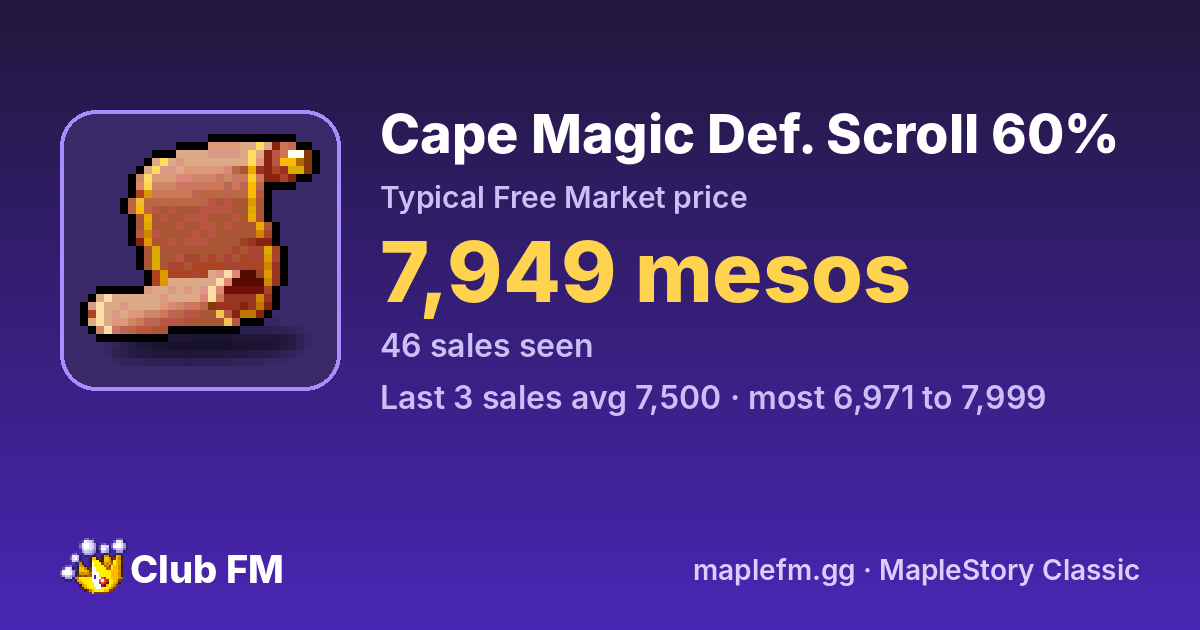 Cape Magic Def. Scroll 60%
Typical Free Market price
7,949 mesos
46 sales seen
Last 3 sales avg 7,500 · most 6,971 to 7,999
Club FM
maplefm.gg · MapleStory Classic